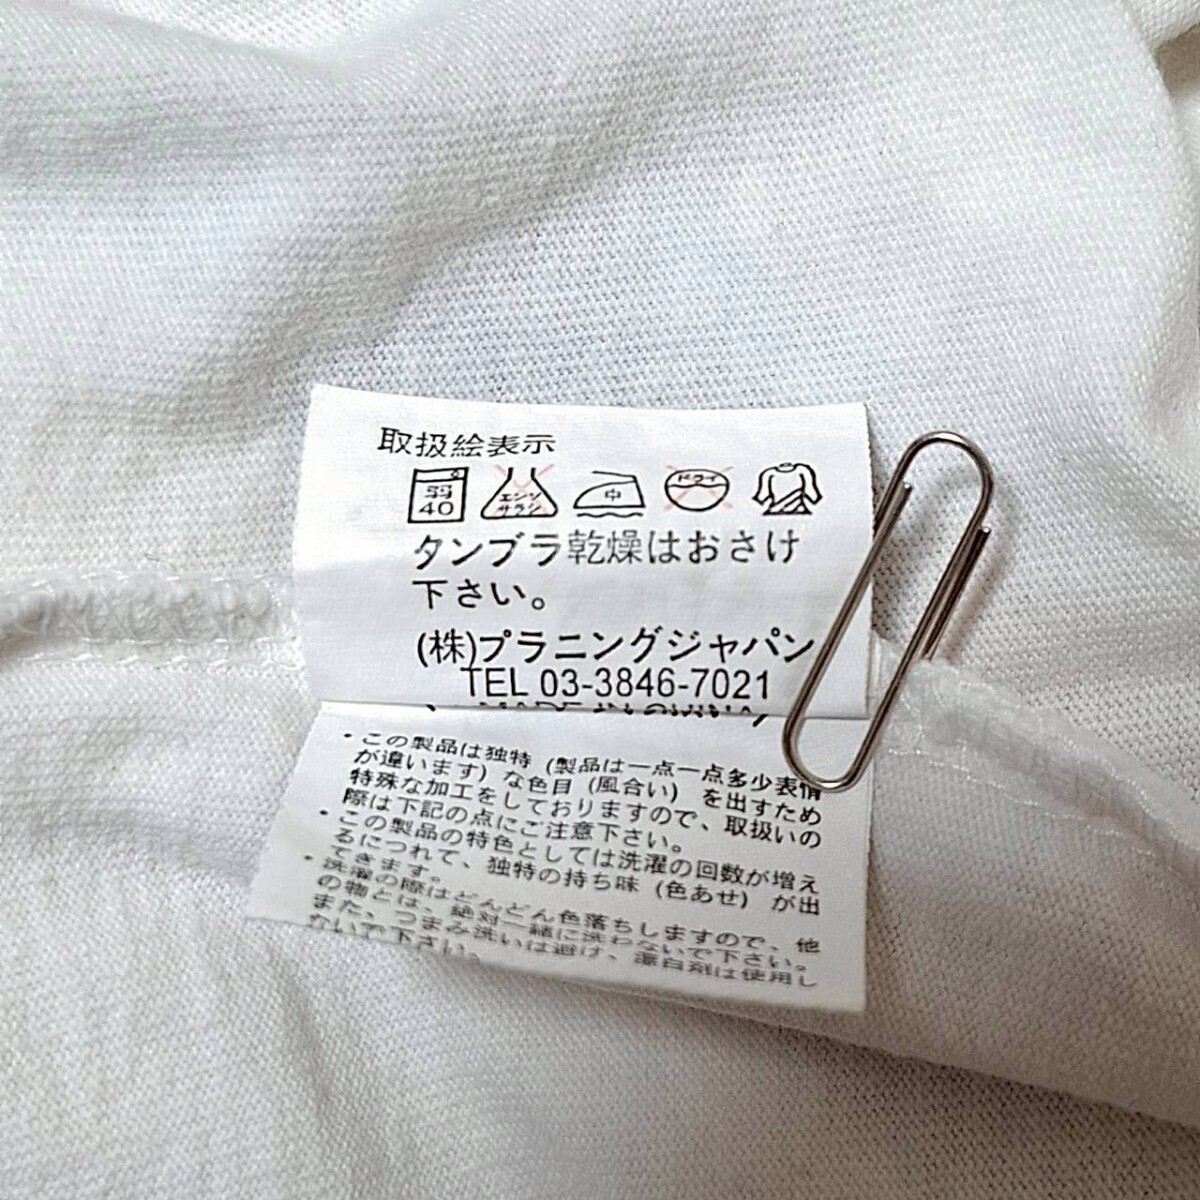 取扱絵表示
弱 エンソ 中 ドライ
40 サラシ
タンブラ乾燥はおさけ
下さい。
(株)プラニングジャパン
TEL 03-3846-7021
MADE IN CHINA
・この製品は独特（製品は一点一点多少表情
が違います）な色目（風合い）を出すため
特殊な加工をしておりますので、取扱いの
際は下記の点にご注意下さい。
・この製品の特色としては洗濯の回数が増え
るにつれて、独特の持ち味（色あせ）が出
てきます。
・洗濯の際はどんどん色落ちしますので、他
の物とは、絶対一緒に洗わないで下さい。
また、つまみ洗いは避け、漂白剤は使用し
ないで下さい。